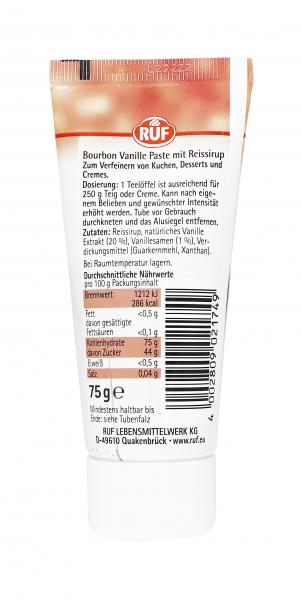 L27222
RUF
Bourbon Vanille Paste mit Reissirup
Zum Verfeinern von Kuchen, Desserts und
Cremes.
Dosierung: 1 Teelöffel ist ausreichend für
250 g Teig oder Creme. Kann nach eige-
nem Belieben und gewünschter Intensität
erhöht werden. Tube vor Gebrauch
durchkneten und das Alusiegel entfernen.
Zutaten: Reissirup, natürliches Vanille
Extrakt (20 %), Vanillesamen (1 %), Ver-
dickungsmittel (Guarkernmehl, Xanthan).
Bei Raumtemperatur lagern.
Durchschnittliche Nährwerte
pro 100 g Packungsinhalt
Brennwert 1212 kJ
286 kcal
Fett <0,5 g
davon gesättigte
Fettsäuren <0,1 g
Kohlenhydrate 75 g
davon Zucker 44 g
Eiweiß <0,5 g
Salz 0,04 g
75 g e
Mindestens haltbar bis
Ende: siehe Tubenfalz
4 002809 021749
RUF LEBENSMITTELWERK KG
D-49610 Quakenbrück • www.ruf.eu